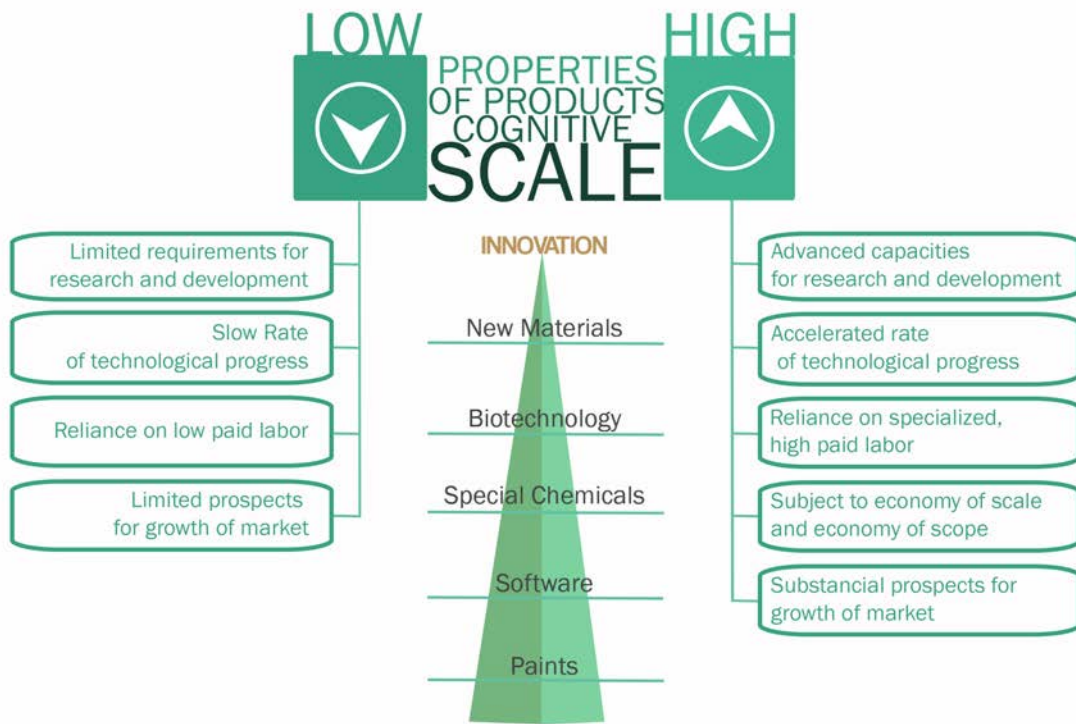 LOW
HIGH
PROPERTIES
OF PRODUCTS
COGNITIVE
SCALE
Limited requirements for
research and development
Slow Rate
of technological progress
Reliance on low paid labor
Limited prospects
for growth of market
INNOVATION
New Materials
Biotechnology
Special Chemicals
Software
Paints
Advanced capacities
for research and development
Accelerated rate
of technological progress
Reliance on specialized,
high paid labor
Subject to economy of scale
and economy of scope
Substancial prospects for
growth of market